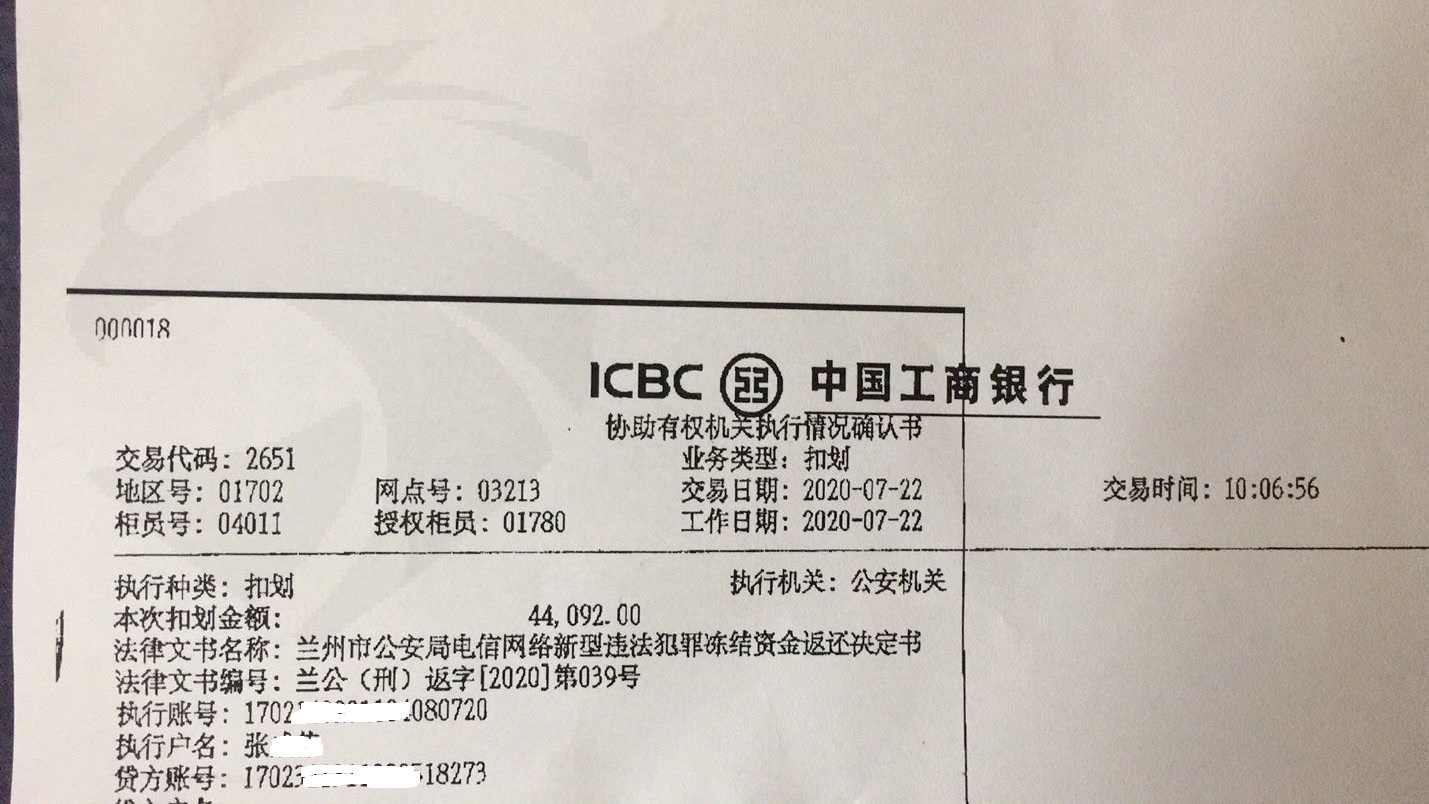 000018
ICBC 中国工商银行
协助有权机关执行情况确认书
交易代码：2651 业务类型：扣划
地区号：01702 网点号：03213 交易日期：2020-07-22 交易时间：10:06:56
柜员号：04011 授权柜员：01780 工作日期：2020-07-22
执行种类：扣划 执行机关：公安机关
本次扣划金额： 44,092.00
法律文书名称：兰州市公安局电信网络新型违法犯罪冻结资金返还决定书
法律文书编号：兰公（刑）返字[2020]第039号
执行账号：1702 080720
执行户名：张
贷方账号：1702 518273